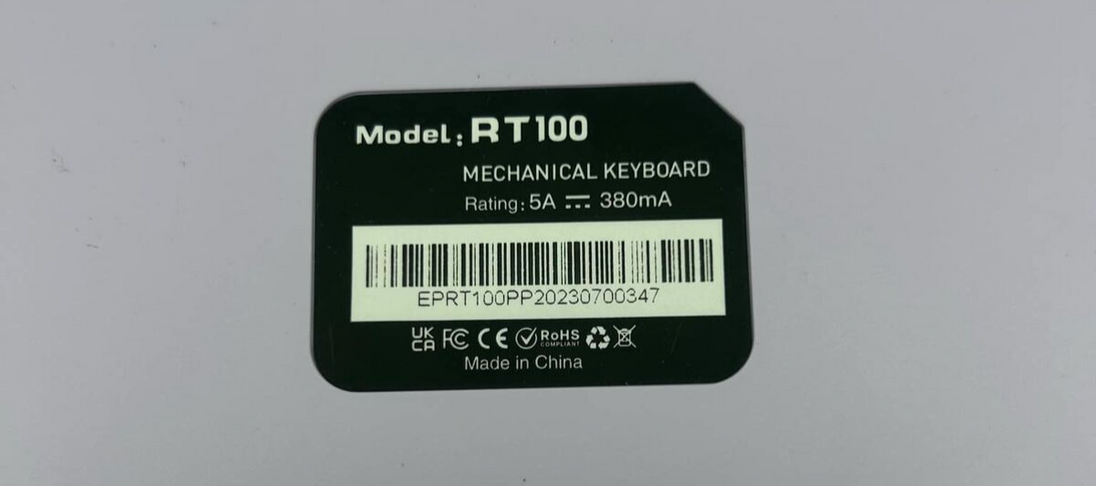 Model: RT100
MECHANICAL KEYBOARD
Rating: 5A ⎓ 380mA
EPRT100PP20230700347
UK CA FC CE RoHS
COMPLIANT
Made in China